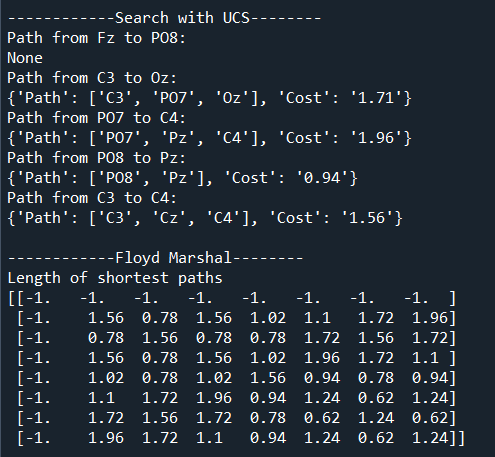 ------------Search with UCS--------
Path from Fz to PO8:
None
Path from C3 to Oz:
{'Path': ['C3', 'PO7', 'Oz'], 'Cost': '1.71'}
Path from PO7 to C4:
{'Path': ['PO7', 'Pz', 'C4'], 'Cost': '1.96'}
Path from PO8 to Pz:
{'Path': ['PO8', 'Pz'], 'Cost': '0.94'}
Path from C3 to C4:
{'Path': ['C3', 'Cz', 'C4'], 'Cost': '1.56'}

------------Floyd Marshal--------
Length of shortest paths
[[-1.   -1.   -1.   -1.   -1.   -1.   -1.   -1.  ]
 [-1.    1.56  0.78  1.56  1.02  1.1   1.72  1.96]
 [-1.    0.78  1.56  0.78  0.78  1.72  1.56  1.72]
 [-1.    1.56  0.78  1.56  1.02  1.96  1.72  1.1 ]
 [-1.    1.02  0.78  1.02  1.56  0.94  0.78  0.94]
 [-1.    1.1   1.72  1.96  0.94  1.24  0.62  1.24]
 [-1.    1.72  1.56  1.72  0.78  0.62  1.24  0.62]
 [-1.    1.96  1.72  1.1   0.94  1.24  0.62  1.24]]